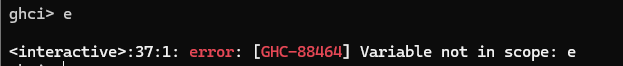 ghci> e
<interactive>:37:1: error: [GHC-88464] Variable not in scope: e